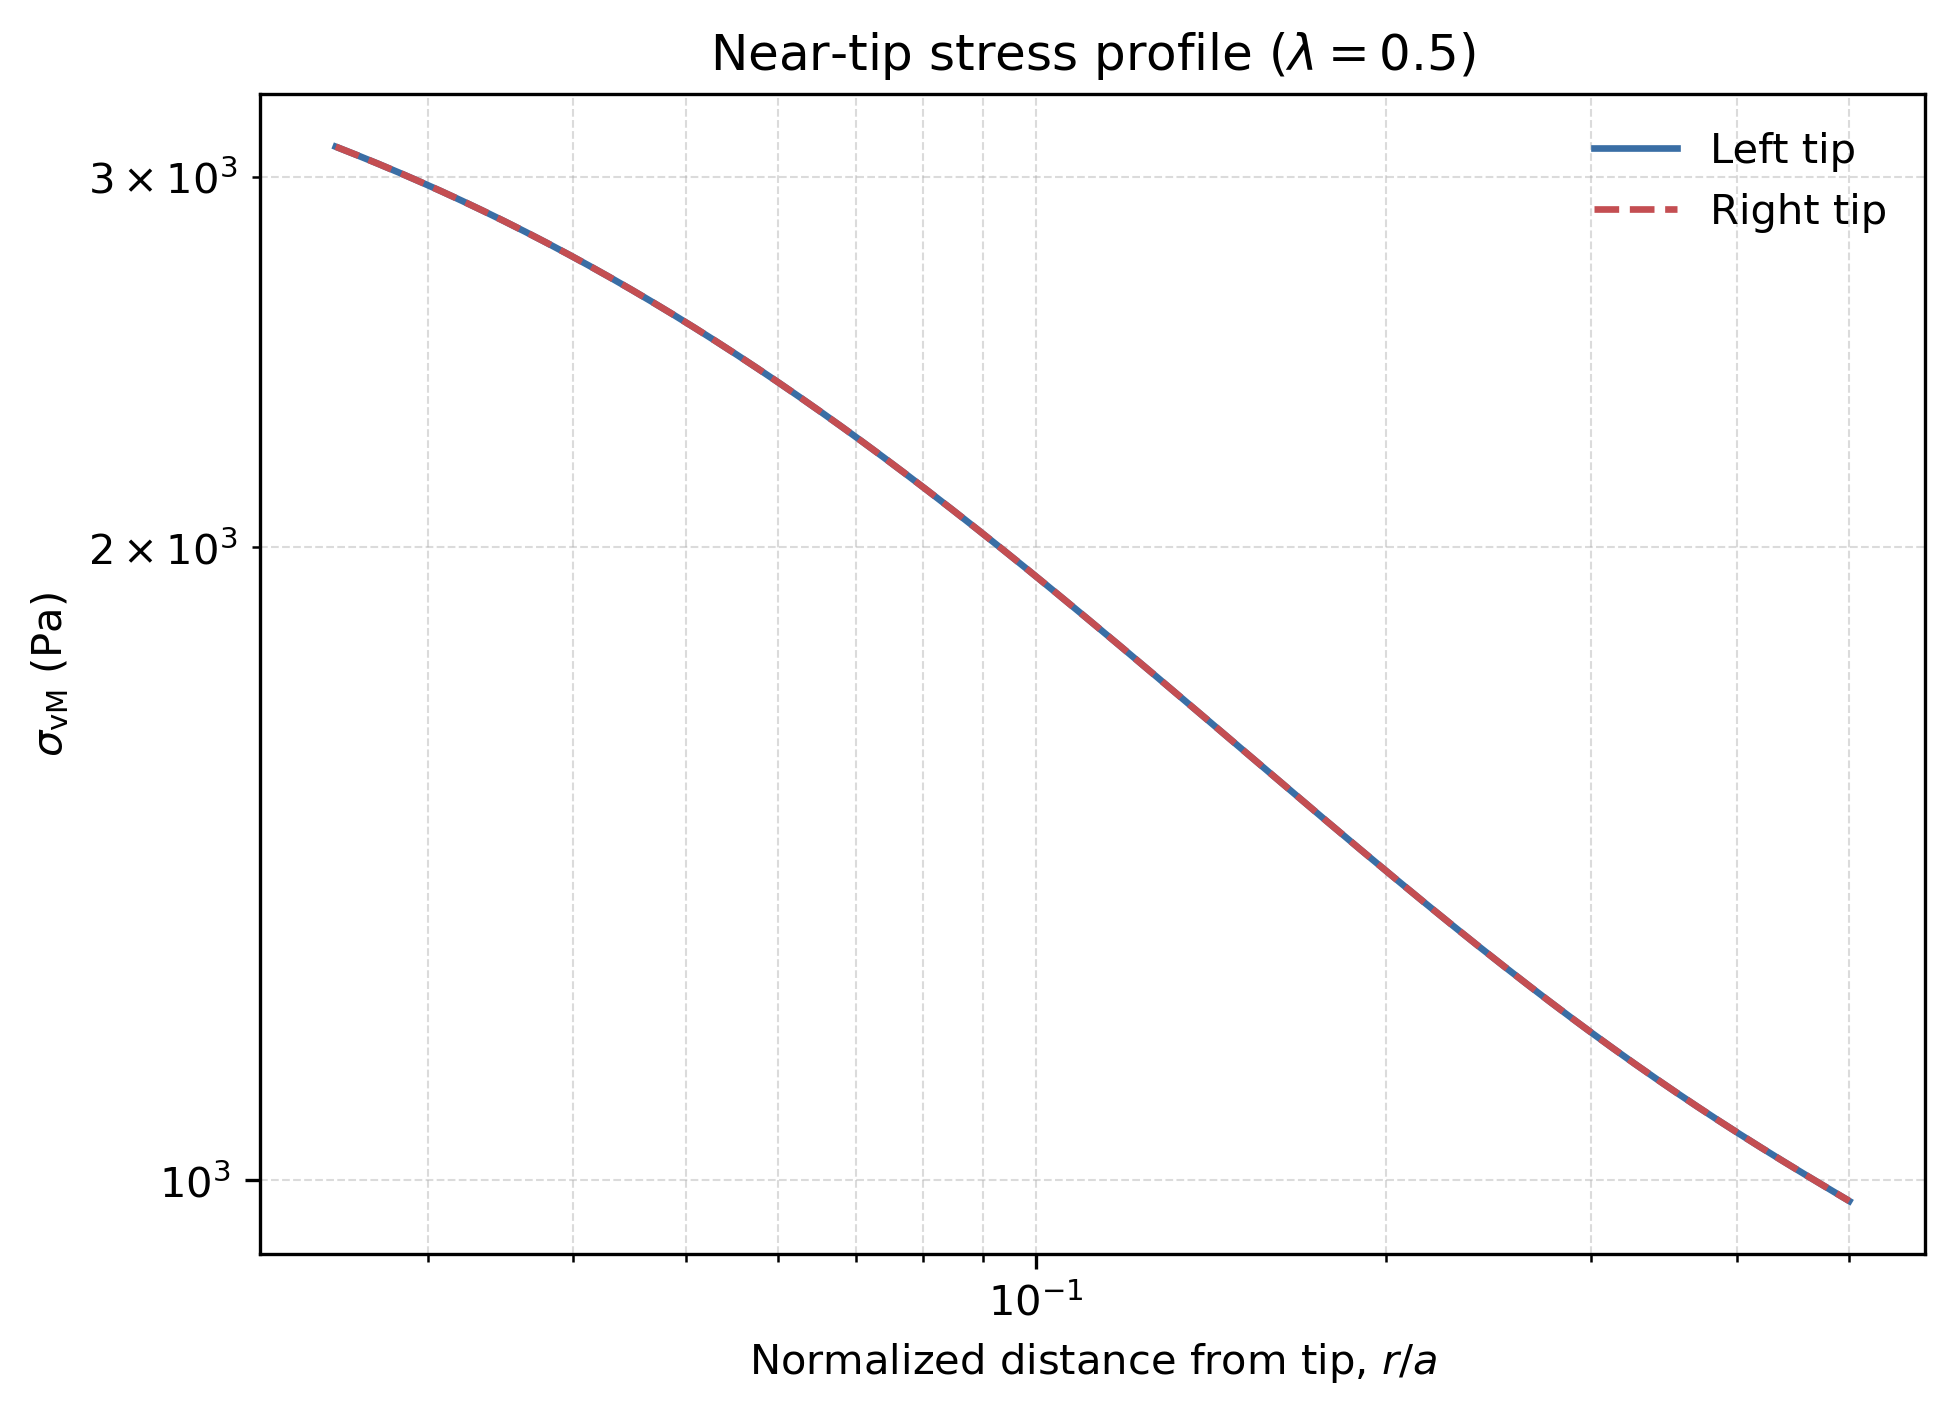 Near-tip stress profile (λ = 0.5)
Left tip
Right tip
3 × 10³
2 × 10³
10³
σvM (Pa)
10⁻¹
Normalized distance from tip, r/a